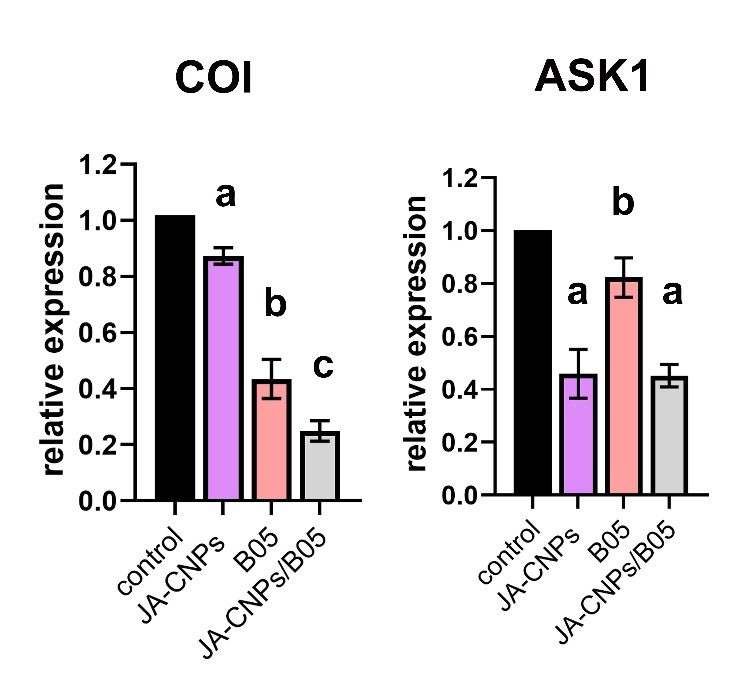 COI
relative expression
1.2
1.0
0.8
0.6
0.4
0.2
0.0
a
b
c
control
JA-CNPs
B05
JA-CNPs/B05
ASK1
relative expression
1.2
1.0
0.8
0.6
0.4
0.2
0.0
a
b
a
control
JA-CNPs
B05
JA-CNPs/B05